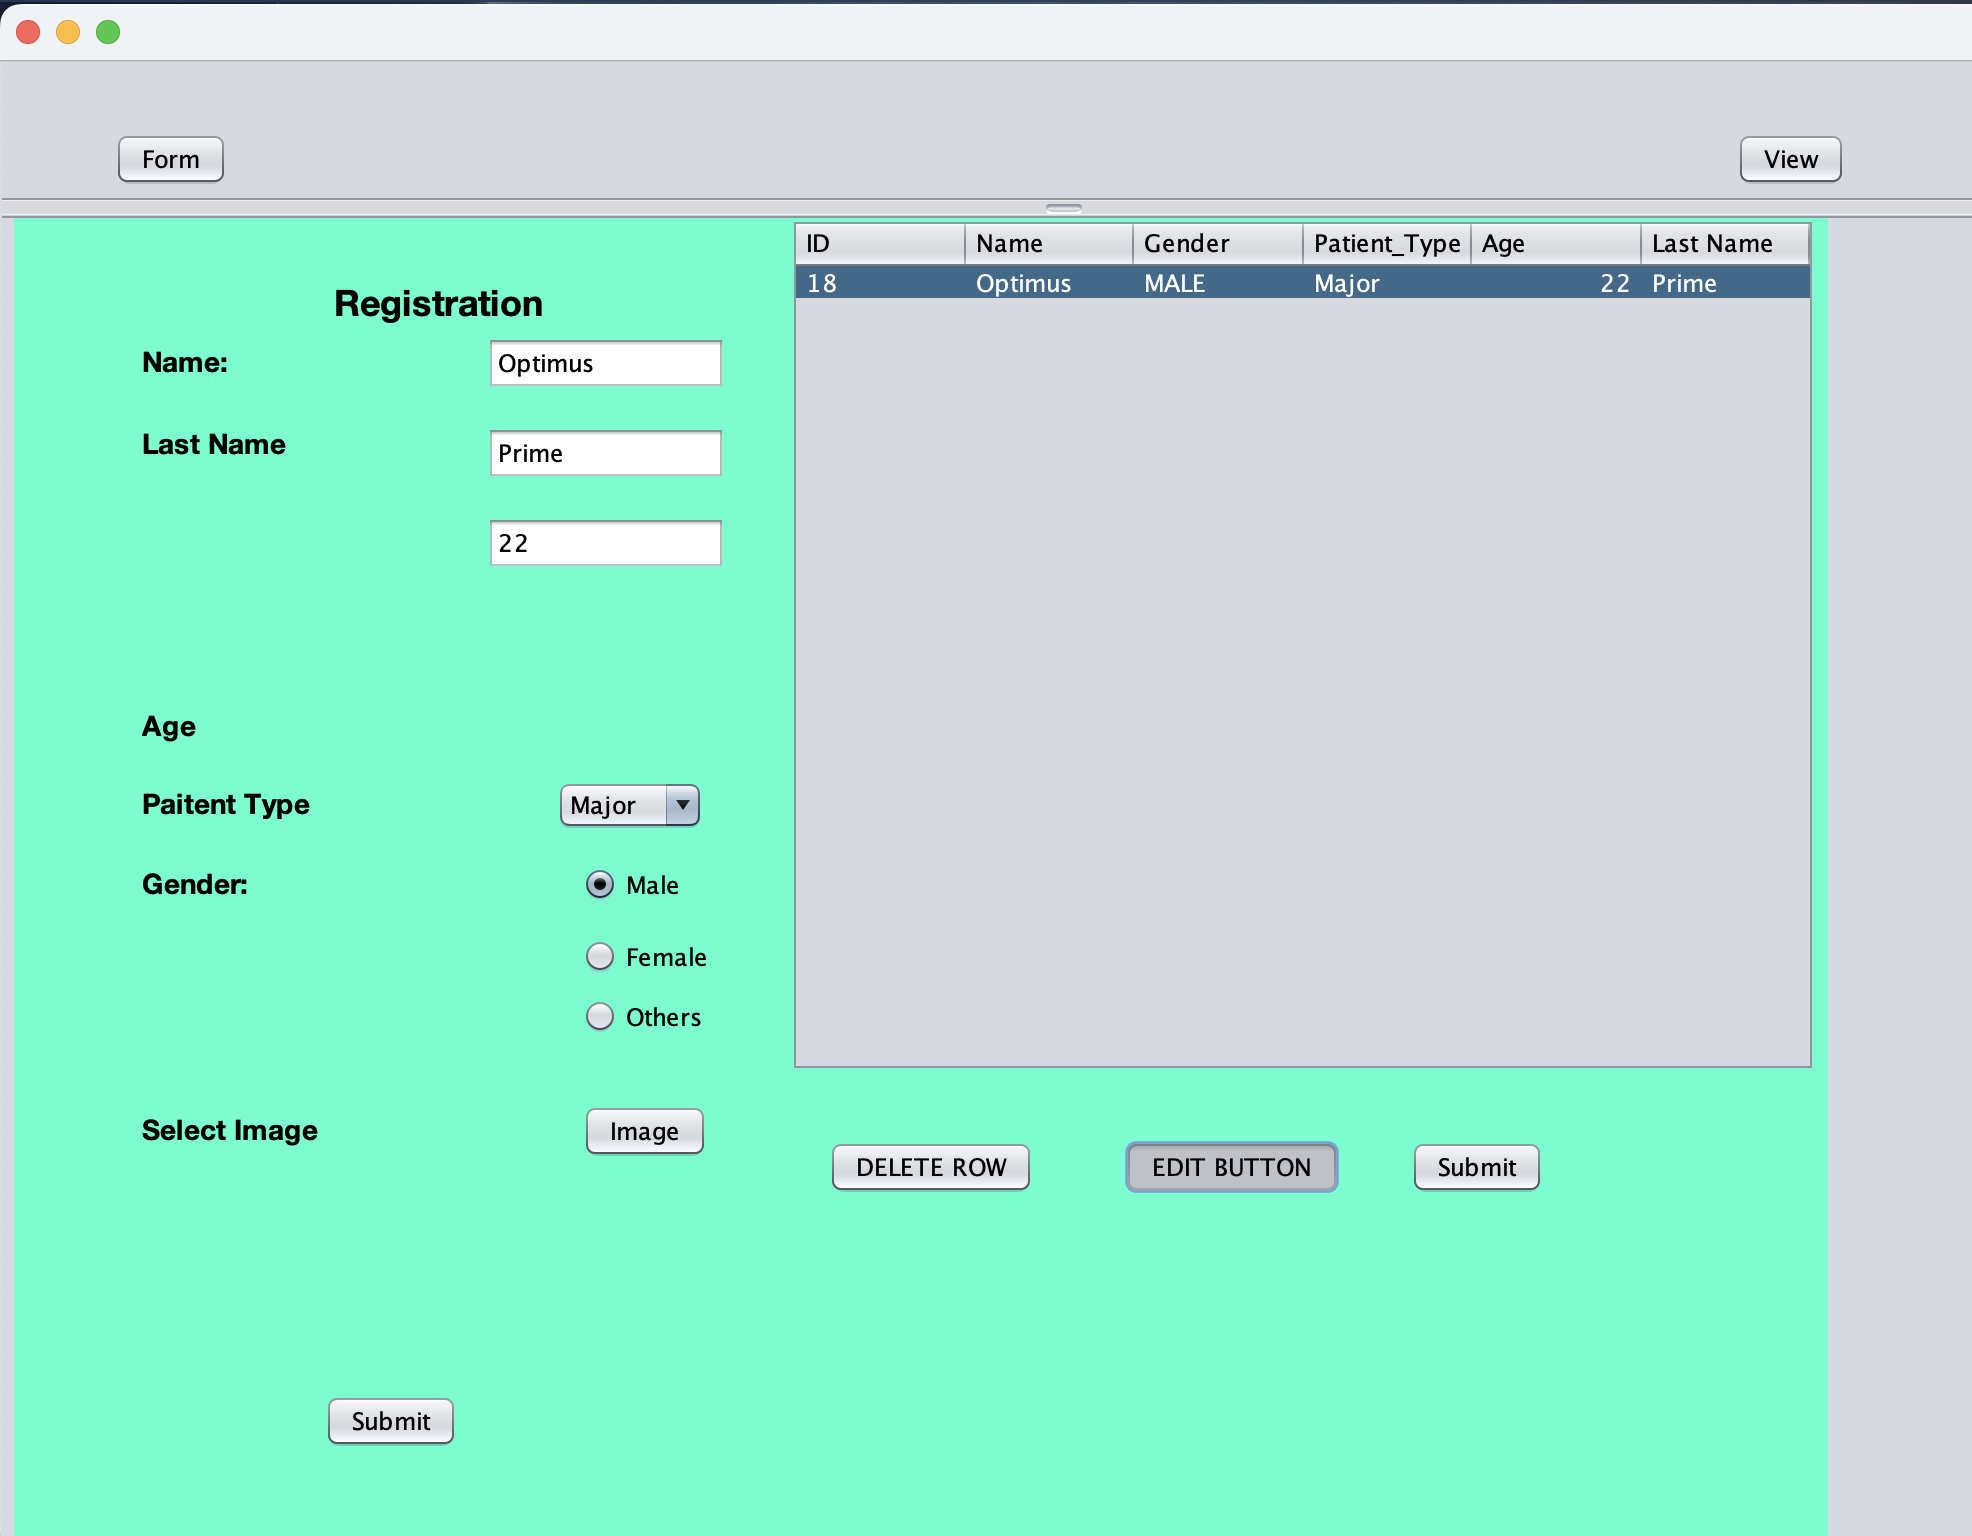 Form
View
Registration
Name:
Optimus
Last Name
Prime
22
Age
Paitent Type
Major
Gender:
Male
Female
Others
Select Image
Image
Submit
ID Name Gender Patient_Type Age Last Name
18 Optimus MALE Major 22 Prime
DELETE ROW
EDIT BUTTON
Submit